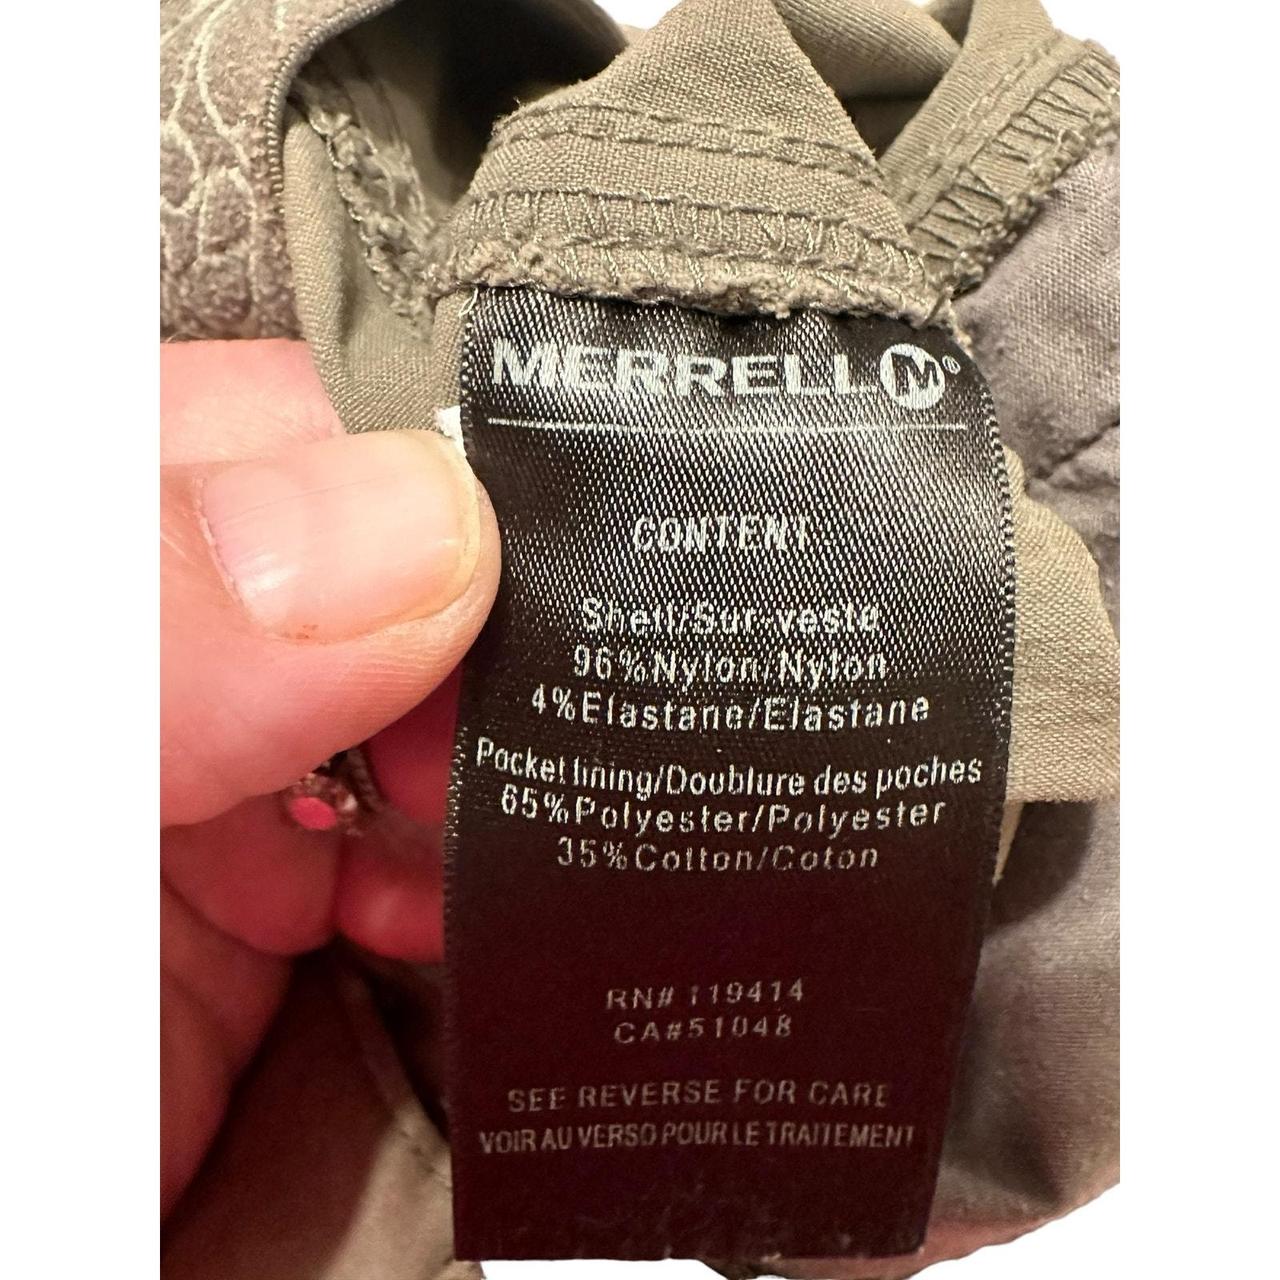 MERRELL M®
CONTENT
Shell/Sur-veste
96%Nylon/Nylon
4%Elastane/Elastane
Pocket lining/Doublure des poches
65%Polyester/Polyester
35%Cotton/Coton
RN# 119414
CA#51048
SEE REVERSE FOR CARE
VOIR AU VERSO POUR LE TRAITEMENT